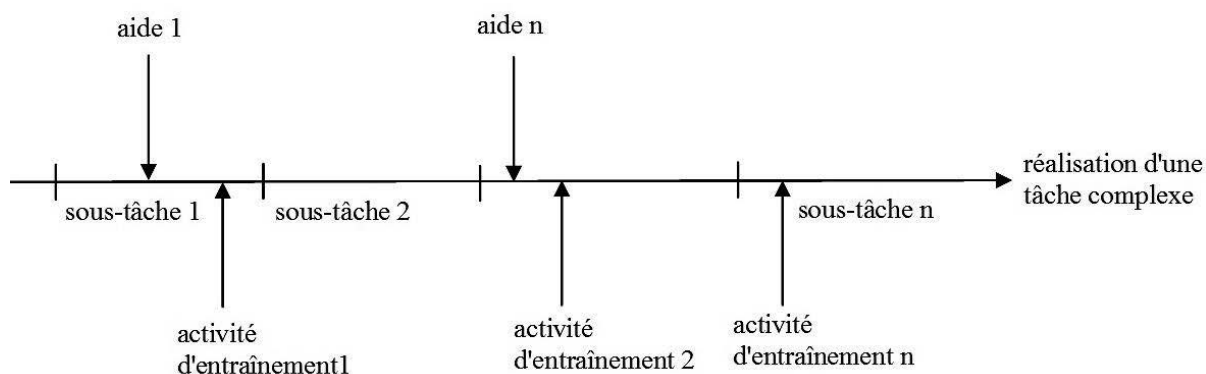 aide 1
aide n
réalisation d'une
tâche complexe
sous-tâche 1
sous-tâche 2
sous-tâche n
activité
d'entraînement1
activité
d'entraînement 2
activité
d'entraînement n